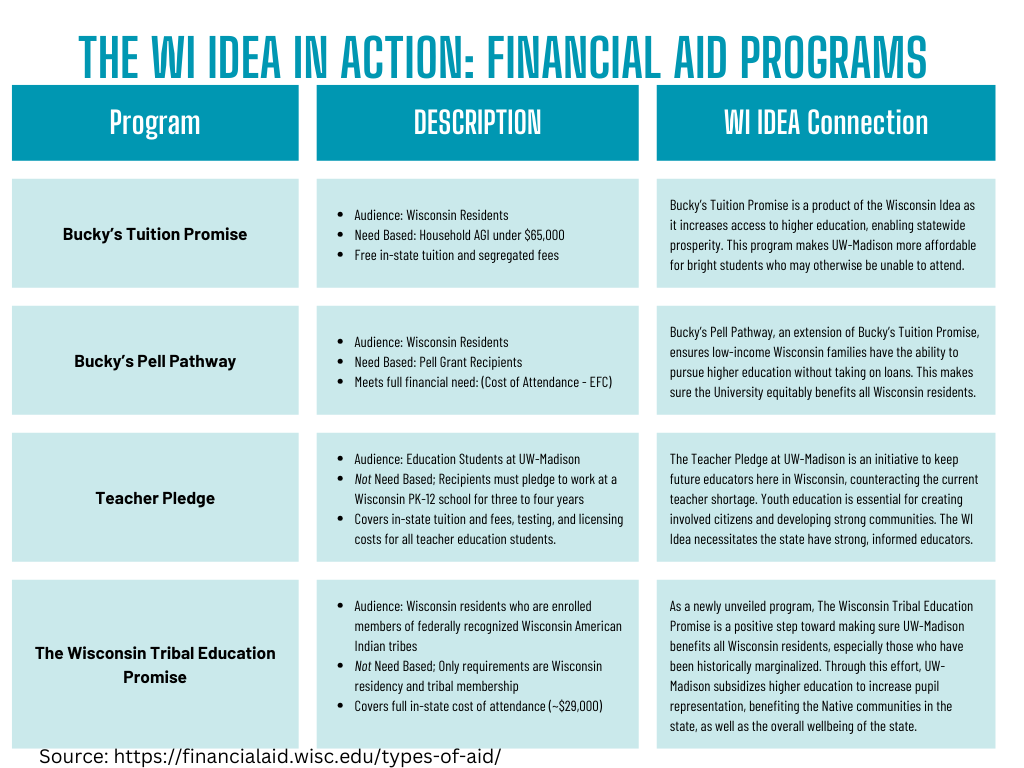 THE WI IDEA IN ACTION: FINANCIAL AID PROGRAMS
Program
DESCRIPTION
WI IDEA Connection
Bucky's Tuition Promise
• Audience: Wisconsin Residents
• Need Based: Household AGI under $65,000
• Free in-state tuition and segregated fees
Bucky's Tuition Promise is a product of the Wisconsin Idea as
it increases access to higher education, enabling statewide
prosperity. This program makes UW-Madison more affordable
for bright students who may otherwise be unable to attend.
Bucky's Pell Pathway
• Audience: Wisconsin Residents
• Need Based: Pell Grant Recipients
• Meets full financial need: (Cost of Attendance - EFC)
Bucky's Pell Pathway, an extension of Bucky's Tuition Promise,
ensures low-income Wisconsin families have the ability to
pursue higher education without taking on loans. This makes
sure the University equitably benefits all Wisconsin residents.
Teacher Pledge
• Audience: Education Students at UW-Madison
• Not Need Based; Recipients must pledge to work at a
Wisconsin PK-12 school for three to four years
• Covers in-state tuition and fees, testing, and licensing
costs for all teacher education students.
The Teacher Pledge at UW-Madison is an initiative to keep
future educators here in Wisconsin, counteracting the current
teacher shortage. Youth education is essential for creating
involved citizens and developing strong communities. The WI
Idea necessitates the state have strong, informed educators.
The Wisconsin Tribal Education
Promise
• Audience: Wisconsin residents who are enrolled
members of federally recognized Wisconsin American
Indian tribes
• Not Need Based; Only requirements are Wisconsin
residency and tribal membership
• Covers full in-state cost of attendance (~$29,000)
As a newly unveiled program, The Wisconsin Tribal Education
Promise is a positive step toward making sure UW-Madison
benefits all Wisconsin residents, especially those who have
been historically marginalized. Through this effort, UW-
Madison subsidizes higher education to increase pupil
representation, benefiting the Native communities in the
state, as well as the overall wellbeing of the state.
Source: https://financialaid.wisc.edu/types-of-aid/